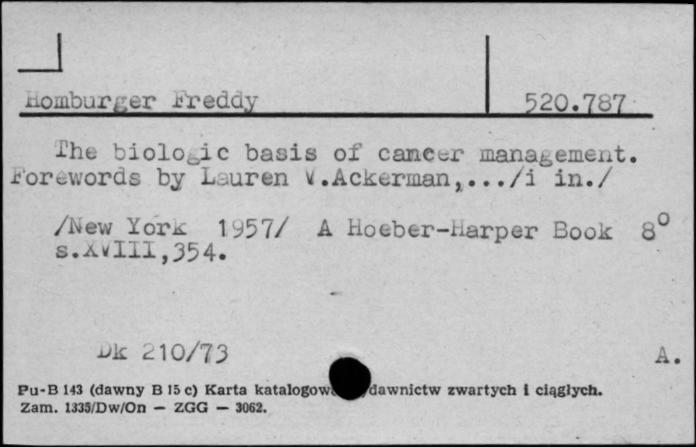 Homburger Freddy 520.787
The biologic basis of cancer management.
Forewords by Lauren V.Ackerman,.../i in./
/New York 1957/ A Hoeber-Harper Book 8°
s.XVIII,354.
Dk 210/73 A.
Pu-B 143 (dawny B 15 c) Karta zwartych i ciągłych.
Zam. 1335/Dw/On — ZGG — 3062.